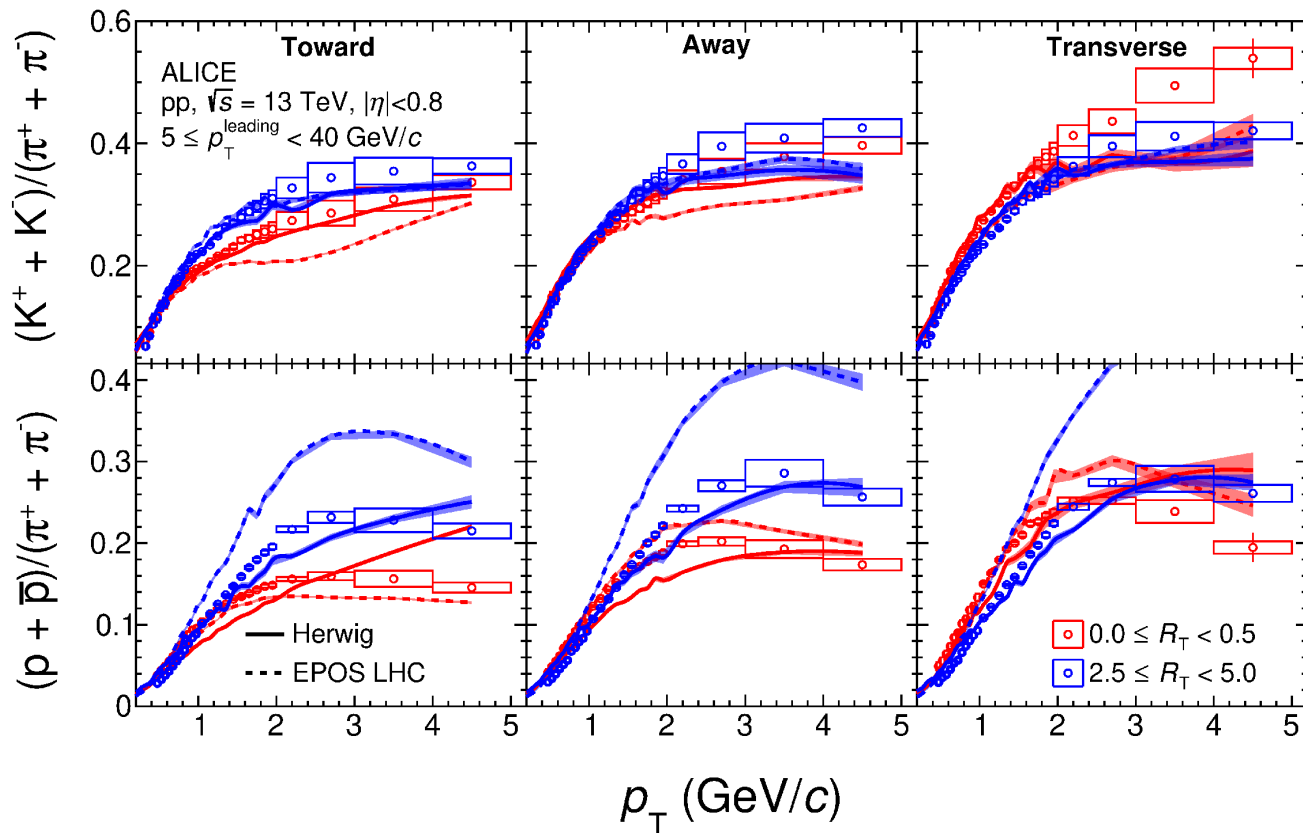 Toward
Away
Transverse
ALICE
pp, √s = 13 TeV, |η|<0.8
5 ≤ p_T^leading < 40 GeV/c
(K⁺ + K⁻)/(π⁺ + π⁻)
0.6
0.4
0.2
(p + p̅)/(π⁺ + π⁻)
0.4
0.3
0.2
0.1
0
Herwig
EPOS LHC
0.0 ≤ R_T < 0.5
2.5 ≤ R_T < 5.0
1 2 3 4 5 1 2 3 4 5 1 2 3 4 5
p_T (GeV/c)